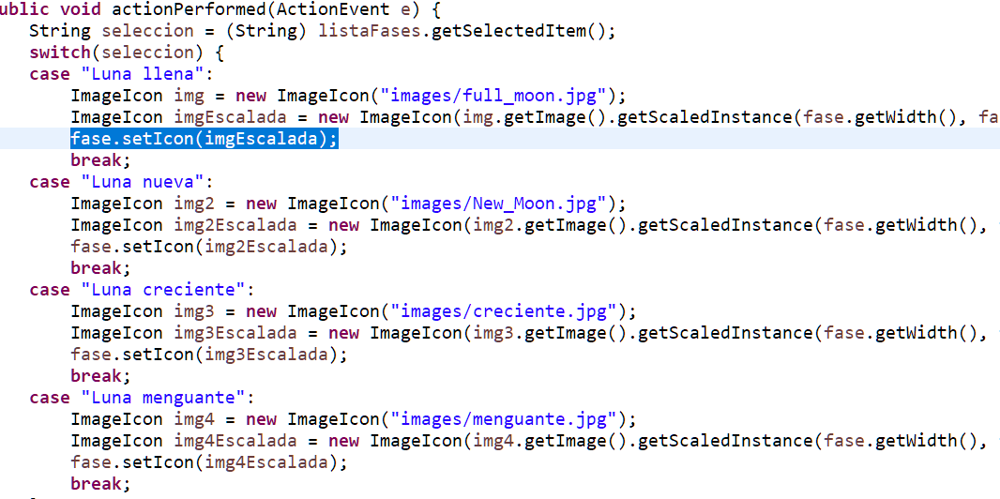 ublic void actionPerformed(ActionEvent e) {
String seleccion = (String) listaFases.getSelectedItem();
switch(seleccion) {
case "Luna llena":
ImageIcon img = new ImageIcon("images/full_moon.jpg");
ImageIcon imgEscalada = new ImageIcon(img.getImage().getScaledInstance(fase.getWidth(), fa
fase.setIcon(imgEscalada);
break;
case "Luna nueva":
ImageIcon img2 = new ImageIcon("images/New_Moon.jpg");
ImageIcon img2Escalada = new ImageIcon(img2.getImage().getScaledInstance(fase.getWidth(),
fase.setIcon(img2Escalada);
break;
case "Luna creciente":
ImageIcon img3 = new ImageIcon("images/creciente.jpg");
ImageIcon img3Escalada = new ImageIcon(img3.getImage().getScaledInstance(fase.getWidth(),
fase.setIcon(img3Escalada);
break;
case "Luna menguante":
ImageIcon img4 = new ImageIcon("images/menguante.jpg");
ImageIcon img4Escalada = new ImageIcon(img4.getImage().getScaledInstance(fase.getWidth(),
fase.setIcon(img4Escalada);
break;